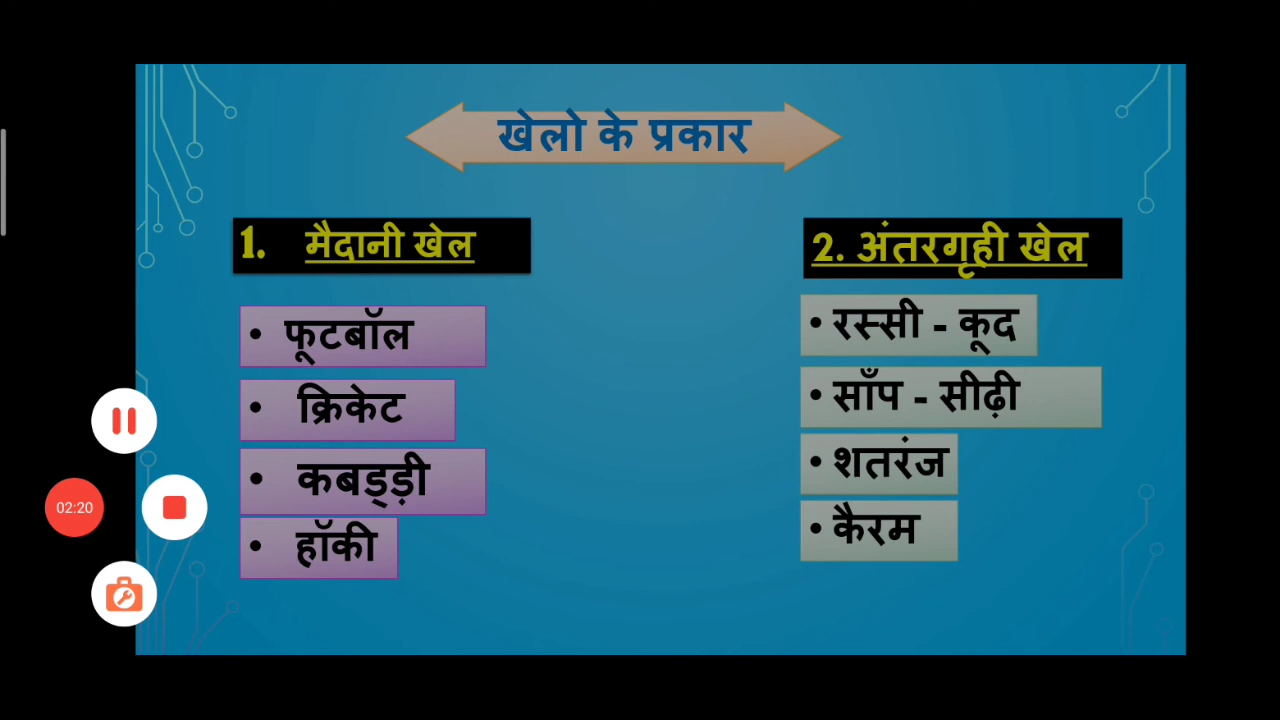 खेलो के प्रकार
1. मैदानी खेल
• फूटबॉल
• क्रिकेट
• कबड्ड़ी
• हॉकी
2. अंतरगृही खेल
• रस्सी - कूद
• साँप - सीढ़ी
• शतरंज
• कैरम
02:20